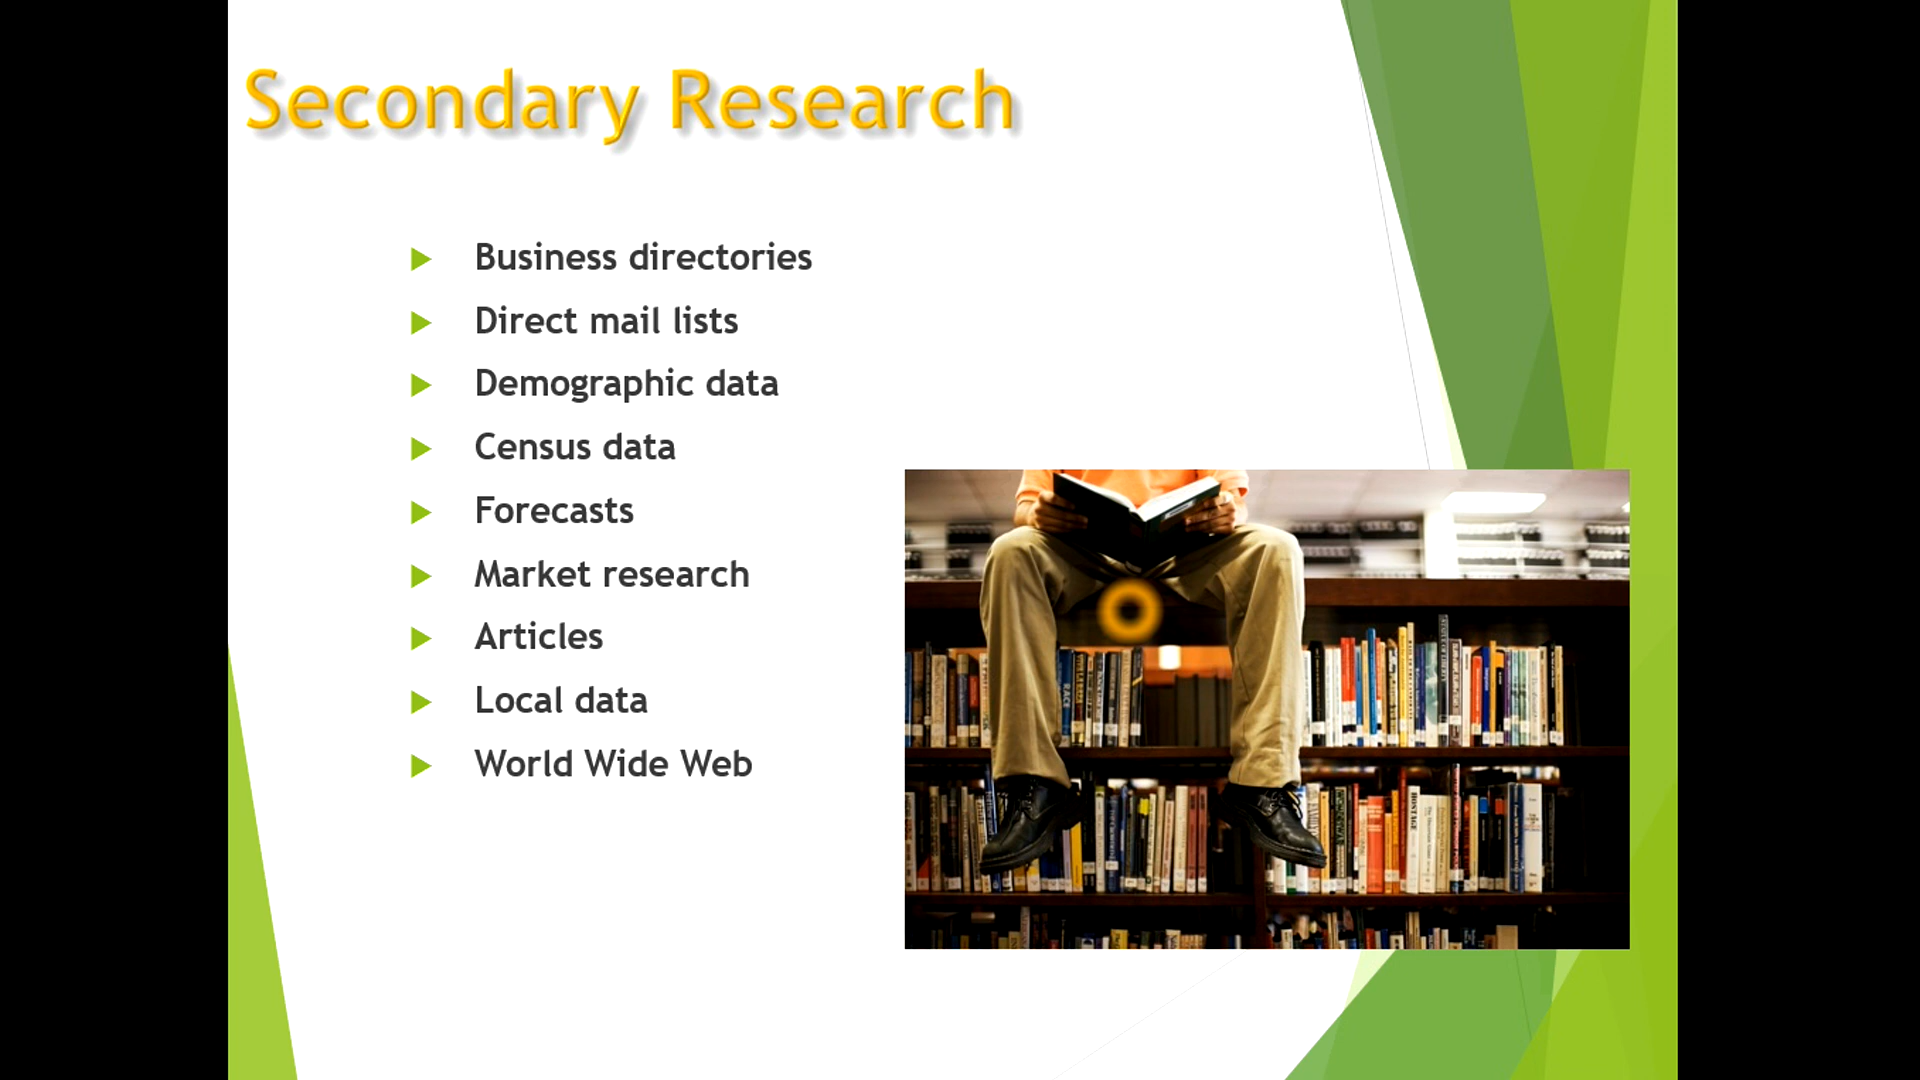 Secondary Research
Business directories
Direct mail lists
Demographic data
Census data
Forecasts
Market research
Articles
Local data
World Wide Web